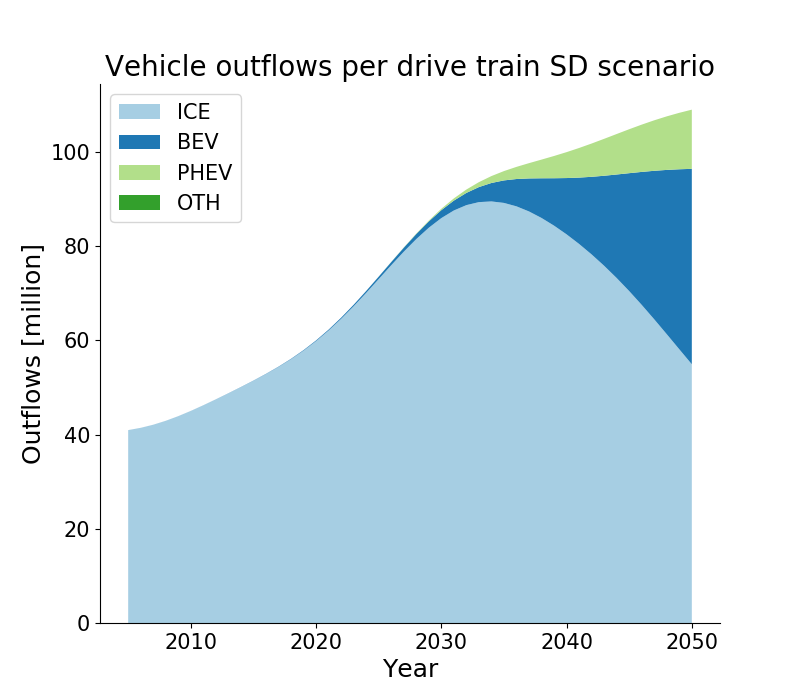 Vehicle outflows per drive train SD scenario
ICE
BEV
PHEV
OTH
Outflows [million]
100
80
60
40
20
0
2010 2020 2030 2040 2050
Year